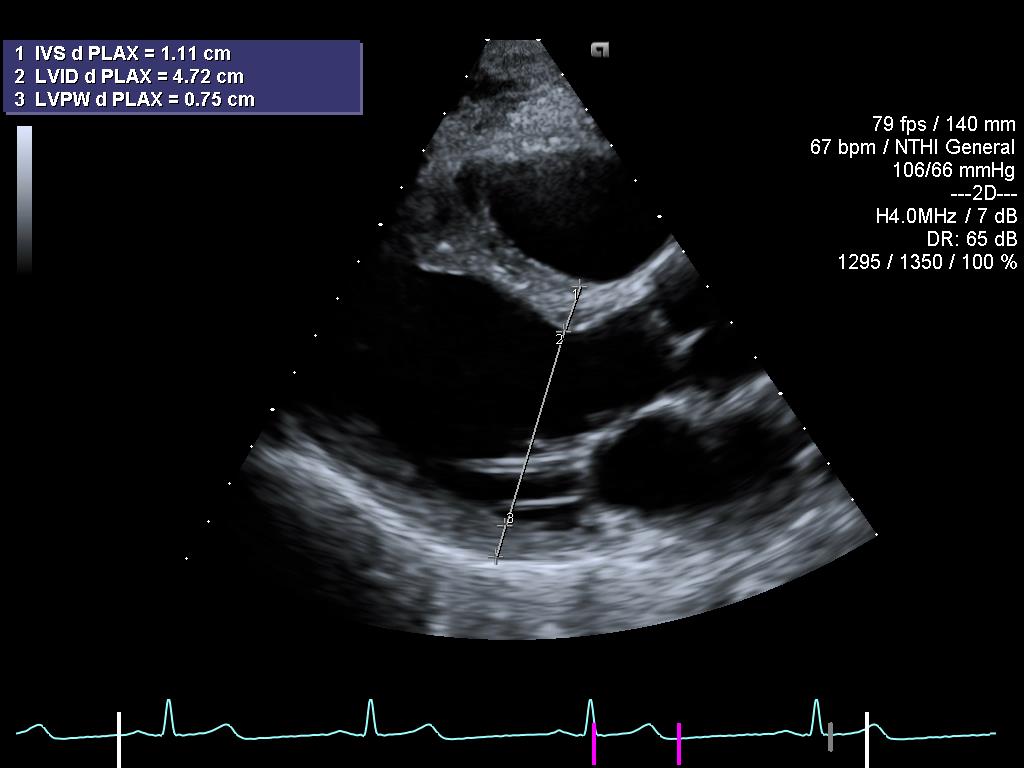 1 IVS d PLAX = 1.11 cm
2 LVID d PLAX = 4.72 cm
3 LVPW d PLAX = 0.75 cm
79 fps / 140 mm
67 bpm / NTHI General
106/66 mmHg
---2D---
H4.0MHz / 7 dB
DR: 65 dB
1295 / 1350 / 100 %
1
2
3